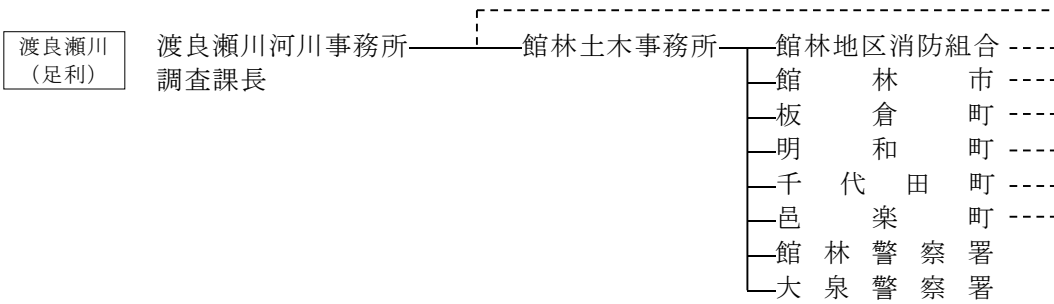 渡良瀬川
（足利）
渡良瀬川河川事務所
調査課長
館林土木事務所
館林地区消防組合
館林市
板倉町
明和町
千代田町
邑楽町
館林警察署
大泉警察署